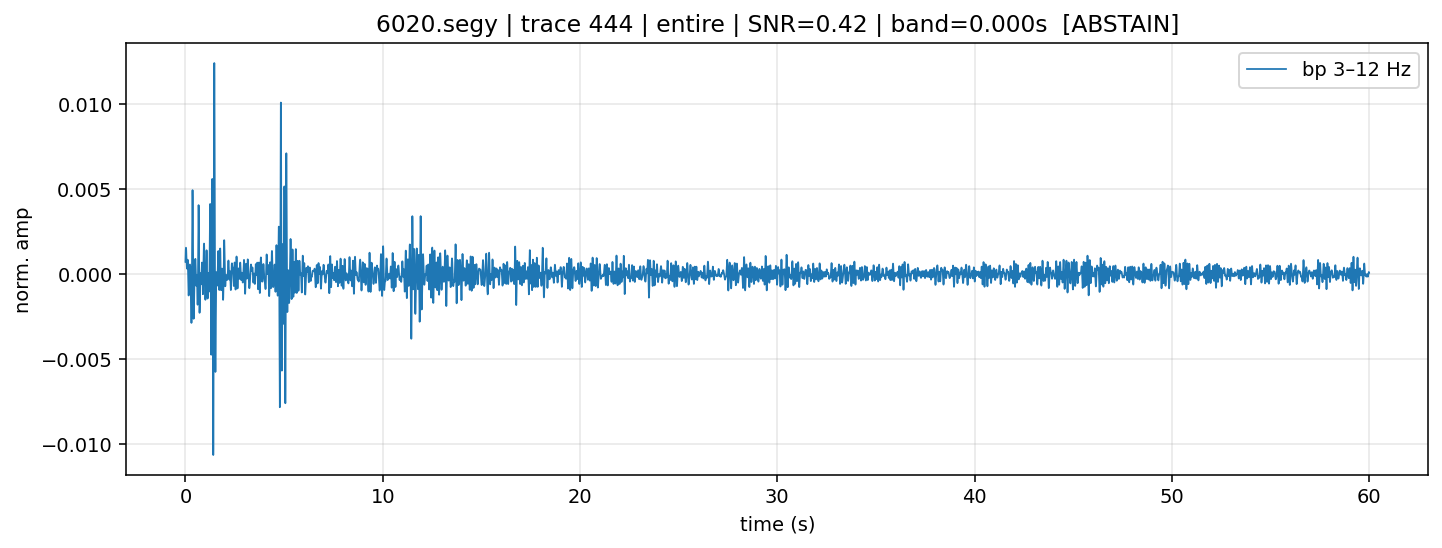 6020.segy | trace 444 | entire | SNR=0.42 | band=0.000s  [ABSTAIN]
bp 3–12 Hz
norm. amp
0.010
0.005
0.000
−0.005
−0.010
0 10 20 30 40 50 60
time (s)